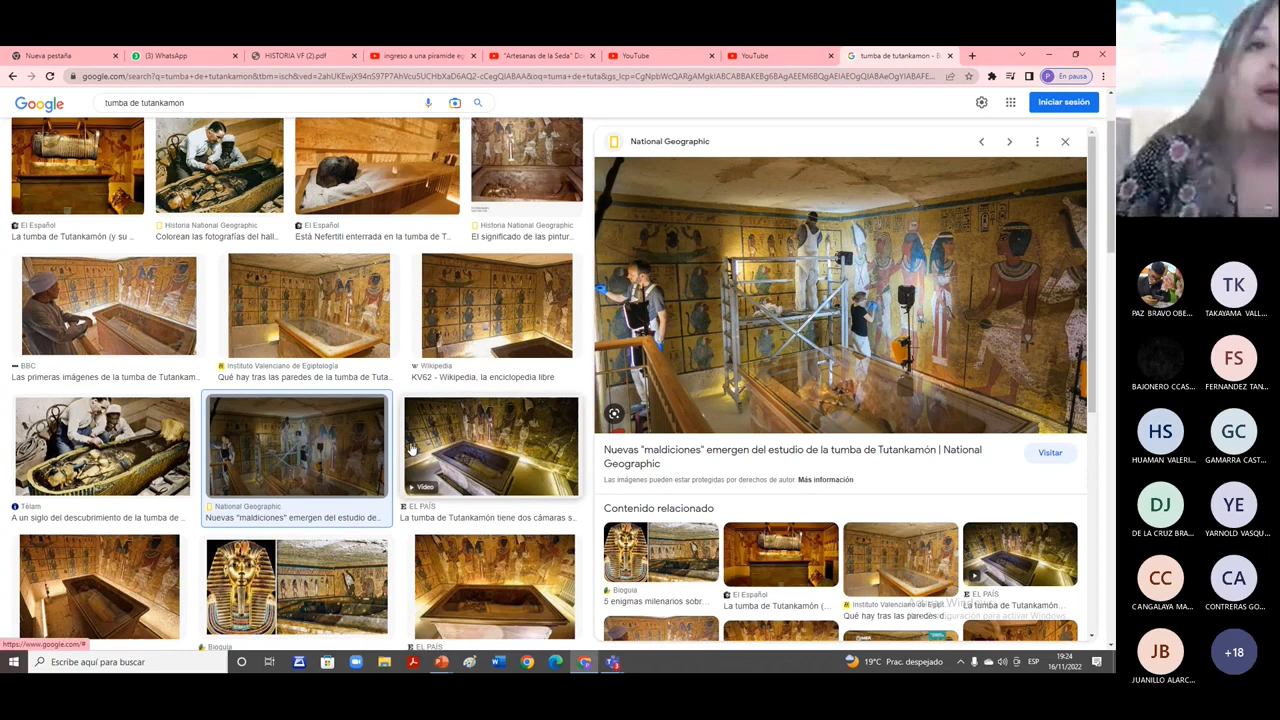 Nueva pestaña
(3) WhatsApp
HISTORIA VF (2).pdf
ingreso a una piramide eg
"Artesanas de la Seda" Do
YouTube
YouTube
tumba de tutankamon - B
En pausa
Google
tumba de tutankamon
Iniciar sesión
El Español
La tumba de Tutankamón (y su ...
Historia National Geographic
Colorean las fotografías del hall...
El Español
Está Nefertiti enterrada en la tumba de T...
Historia National Geographic
El significado de las pintur...
BBC
Las primeras imágenes de la tumba de Tutankam...
Instituto Valenciano de Egiptología
Qué hay tras las paredes de la tumba de Tuta...
Wikipedia
KV62 - Wikipedia, la enciclopedia libre
Télam
A un siglo del descubrimiento de la tumba de ...
National Geographic
Nuevas "maldiciones" emergen del estudio de...
Vídeo
EL PAÍS
La tumba de Tutankamón tiene dos cámaras s...
Bioguia
EL PAÍS
https://www.google.com/#
National Geographic
Nuevas "maldiciones" emergen del estudio de la tumba de Tutankamón | National
Geographic
Visitar
Las imágenes pueden estar protegidas por derechos de autor. Más información
Contenido relacionado
Bioguia
5 enigmas milenarios sobr...
El Español
La tumba de Tutankamón (...
Instituto Valenciano de Egipt...
Qué hay tras las paredes d...
EL PAÍS
La tumba de Tutankamón...
Escribe aquí para buscar
19°C Prac. despejado
ESP
19:24
16/11/2022
PAZ BRAVO OBE...
TK
TAKAYAMA VALL...
BAJONERO CCAS...
FS
FERNANDEZ TAN...
HS
HUAMAN VALERI...
GC
GAMARRA CAST...
DJ
DE LA CRUZ BRA...
YE
YARNOLD VASQU...
CC
CANGALAYA MA...
CA
CONTRERAS GO...
JB
JUANILLO ALARC...
+18